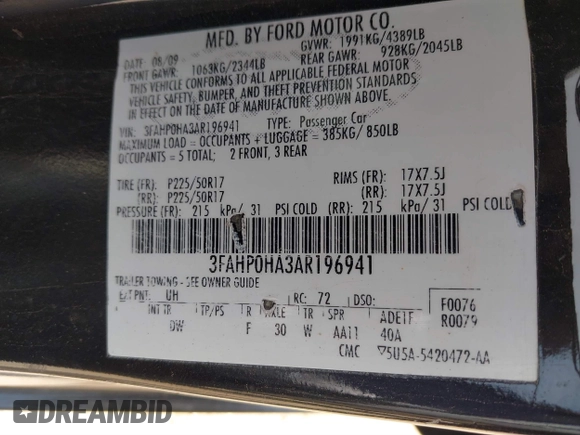 MFD. BY FORD MOTOR CO.
DATE: 08/09 GVWR: 1991KG/4389LB
FRONT GAWR: 1063KG/2344LB REAR GAWR: 928KG/2045LB
THIS VEHICLE CONFORMS TO ALL APPLICABLE FEDERAL MOTOR
VEHICLE SAFETY, BUMPER, AND THEFT PREVENTION STANDARDS
IN EFFECT ON THE DATE OF MANUFACTURE SHOWN ABOVE.
VIN: 3FAHP0HA3AR196941 TYPE: Passenger Car
MAXIMUM LOAD = OCCUPANTS + LUGGAGE = 385KG/ 850LB
OCCUPANTS = 5 TOTAL; 2 FRONT, 3 REAR
TIRE (FR): P225/50R17 RIMS (FR): 17X7.5J
(RR): P225/50R17 (RR): 17X7.5J
PRESSURE (FR): 215 kPa/ 31 PSI COLD (RR): 215 kPa/ 31 PSI COLD
3FAHP0HA3AR196941
TRAILER TOWING - SEE OWNER GUIDE
EXT PNT: UH RC: 72 DSO: F0076
INT TR TP/PS R AXLE TR SPR ADE1F R0079
DW F 30 W AA11 40A
CMC ▽5U5A-5420472-AA
DREAMBID